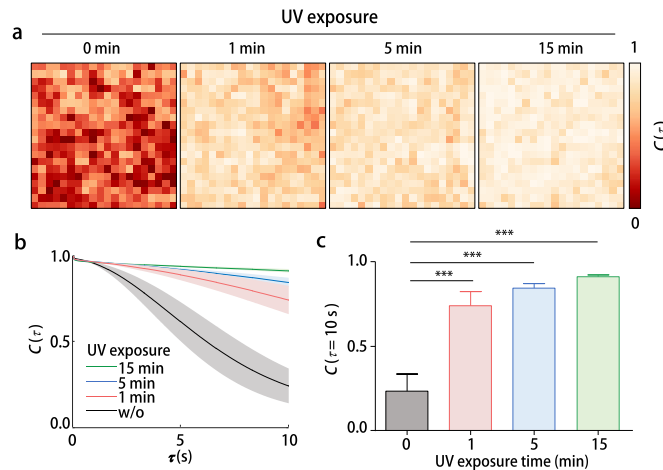 UV exposure
a
0 min 1 min 5 min 15 min 1
C(τ)
0
b
1.0
0.5
0.0
C(τ)
UV exposure
15 min
5 min
1 min
w/o
0 5 10
τ(s)
c
1.0
0.5
0.0
C(τ = 10 s)
***
***
***
0 1 5 15
UV exposure time (min)